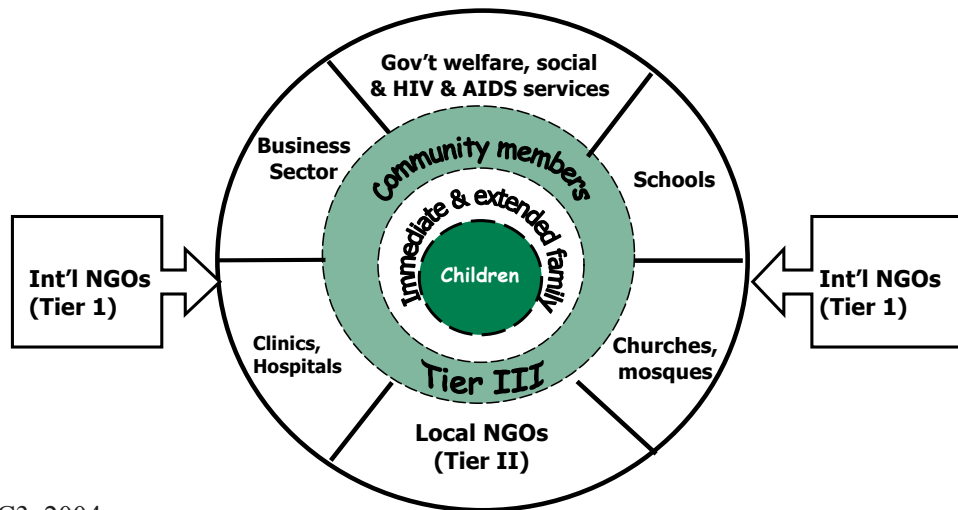 Gov't welfare, social
& HIV & AIDS services
Business
Sector
Community members
Schools
Immediate & extended family
Children
Int'l NGOs
(Tier 1)
Int'l NGOs
(Tier 1)
Clinics,
Hospitals
Churches,
mosques
Tier III
Local NGOs
(Tier II)
2004